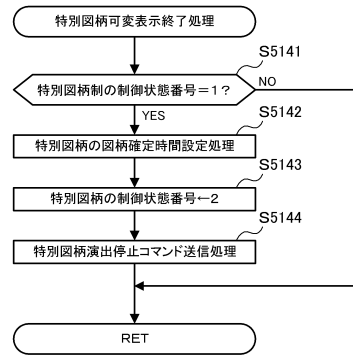 特別図柄可変表示終了処理
S5141
特別図柄制の制御状態番号＝1？
NO
YES
S5142
特別図柄の図柄確定時間設定処理
S5143
特別図柄の制御状態番号←2
S5144
特別図柄演出停止コマンド送信処理
RET